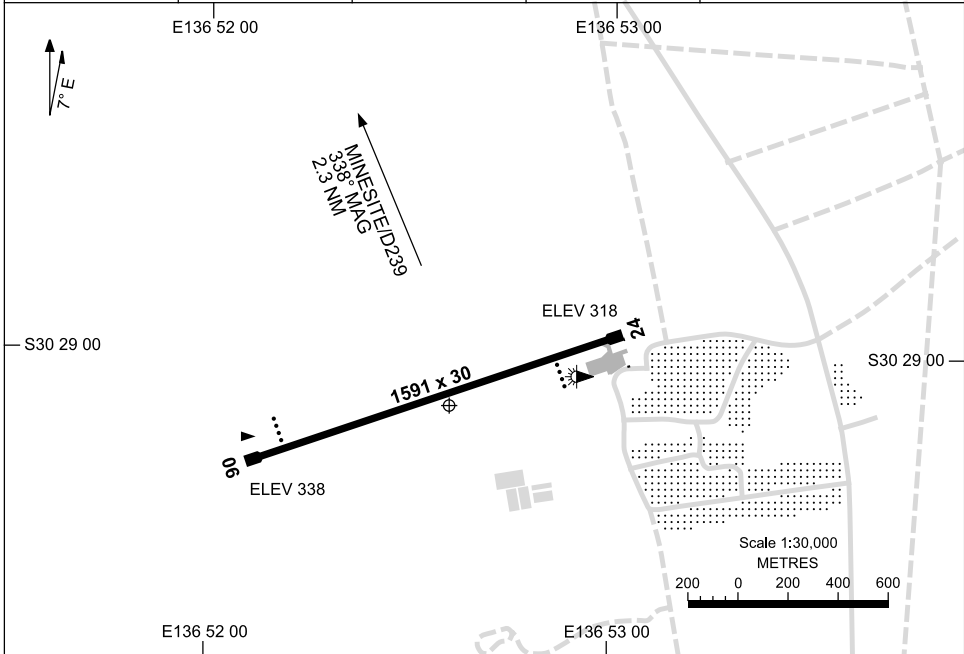 E136 52 00
E136 53 00
7° E
MINESITE/D239
338° MAG
2.3 NM
ELEV 318
24
S30 29 00
S30 29 00
1591 x 30
06
ELEV 338
Scale 1:30,000
METRES
200 0 200 400 600
E136 52 00
E136 53 00